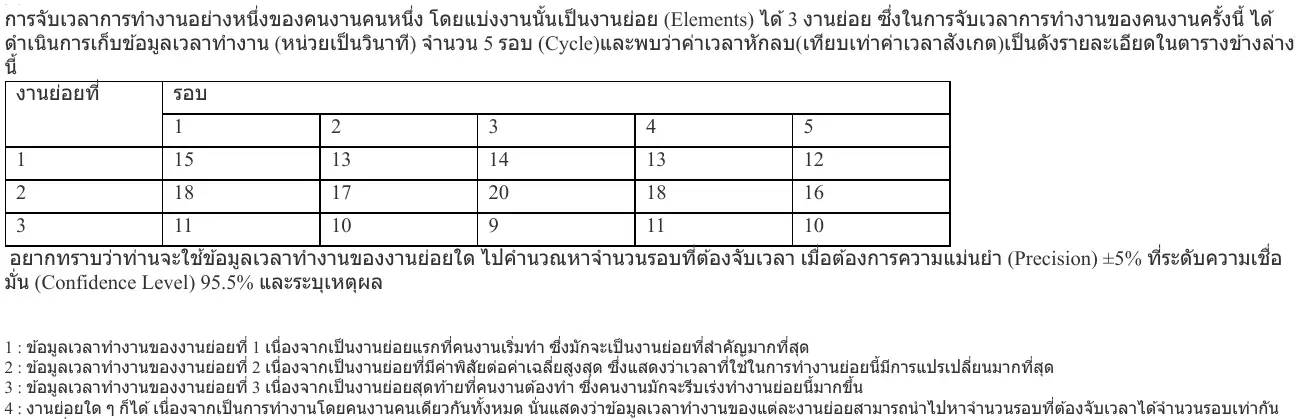 การจับเวลาการทำงานอย่างหนึ่งของคนงานคนหนึ่ง โดยแบ่งงานนั้นเป็นงานย่อย (Elements) ได้ 3 งานย่อย ซึ่งในการจับเวลาการทำงานของคนงานครั้งนี้ ได้
ดำเนินการเก็บข้อมูลเวลาทำงาน (หน่วยเป็นวินาที) จำนวน 5 รอบ (Cycle)และพบว่าค่าเวลาหักลบ(เทียบเท่าค่าเวลาสังเกต)เป็นดังรายละเอียดในตารางข้างล่าง
นี้
งานย่อยที่ รอบ
1 2 3 4 5
1 15 13 14 13 12
2 18 17 20 18 16
3 11 10 9 11 10
อยากทราบว่าท่านจะใช้ข้อมูลเวลาทำงานของงานย่อยใด ไปคำนวณหาจำนวนรอบที่ต้องจับเวลา เมื่อต้องการความแม่นยำ (Precision) ±5% ที่ระดับความเชื่อ
มั่น (Confidence Level) 95.5% และระบุเหตุผล
1 : ข้อมูลเวลาทำงานของงานย่อยที่ 1 เนื่องจากเป็นงานย่อยแรกที่คนงานเริ่มทำ ซึ่งมักจะเป็นงานย่อยที่สำคัญมากที่สุด
2 : ข้อมูลเวลาทำงานของงานย่อยที่ 2 เนื่องจากเป็นงานย่อยที่มีค่าพิสัยต่อค่าเฉลี่ยสูงสุด ซึ่งแสดงว่าเวลาที่ใช้ในการทำงานย่อยนี้มีการแปรเปลี่ยนมากที่สุด
3 : ข้อมูลเวลาทำงานของงานย่อยที่ 3 เนื่องจากเป็นงานย่อยสุดท้ายที่คนงานต้องทำ ซึ่งคนงานมักจะรีบเร่งทำงานย่อยนี้มากขึ้น
4 : งานย่อยใด ๆ ก็ได้ เนื่องจากเป็นการทำงานโดยคนงานคนเดียวกันทั้งหมด นั่นแสดงว่าข้อมูลเวลาทำงานของแต่ละงานย่อยสามารถนำไปหาจำนวนรอบที่ต้องจับเวลาได้จำนวนรอบเท่ากัน